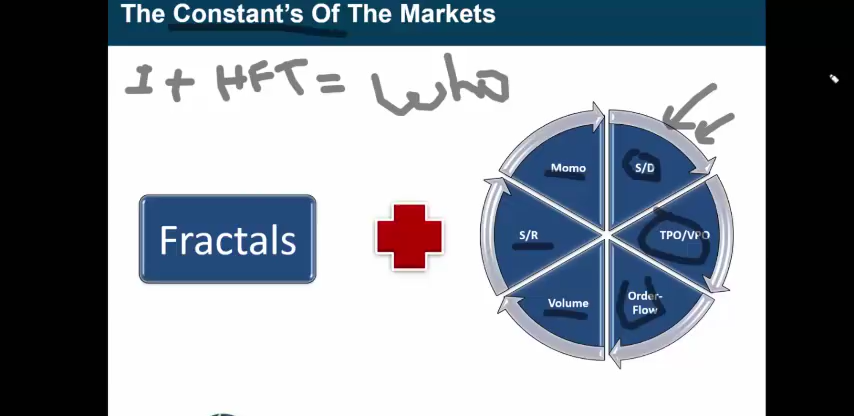 The Constant's Of The Markets
I + HFT = Who
Momo
S/D
Fractals
S/R
TPO/VPO
Volume
Order-
Flow